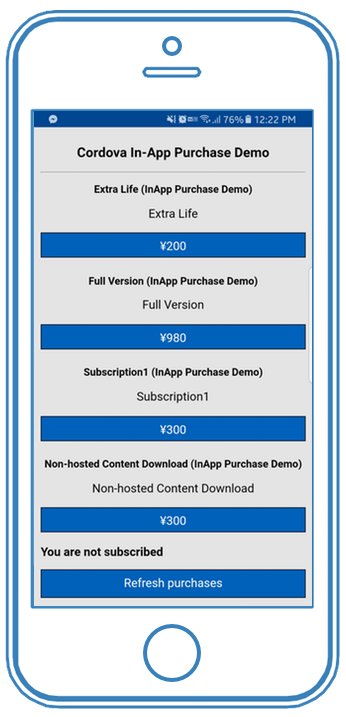 76% 12:22 PM
Cordova In-App Purchase Demo
Extra Life (InApp Purchase Demo)
Extra Life
¥200
Full Version (InApp Purchase Demo)
Full Version
¥980
Subscription1 (InApp Purchase Demo)
Subscription1
¥300
Non-hosted Content Download (InApp Purchase Demo)
Non-hosted Content Download
¥300
You are not subscribed
Refresh purchases